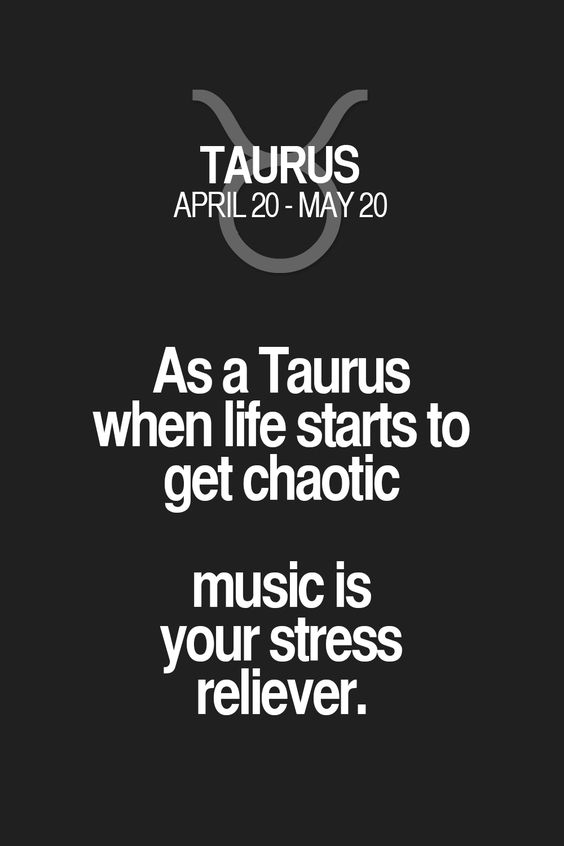 TAURUS
APRIL 20 - MAY 20
As a Taurus
when life starts to
get chaotic
music is
your stress
reliever.